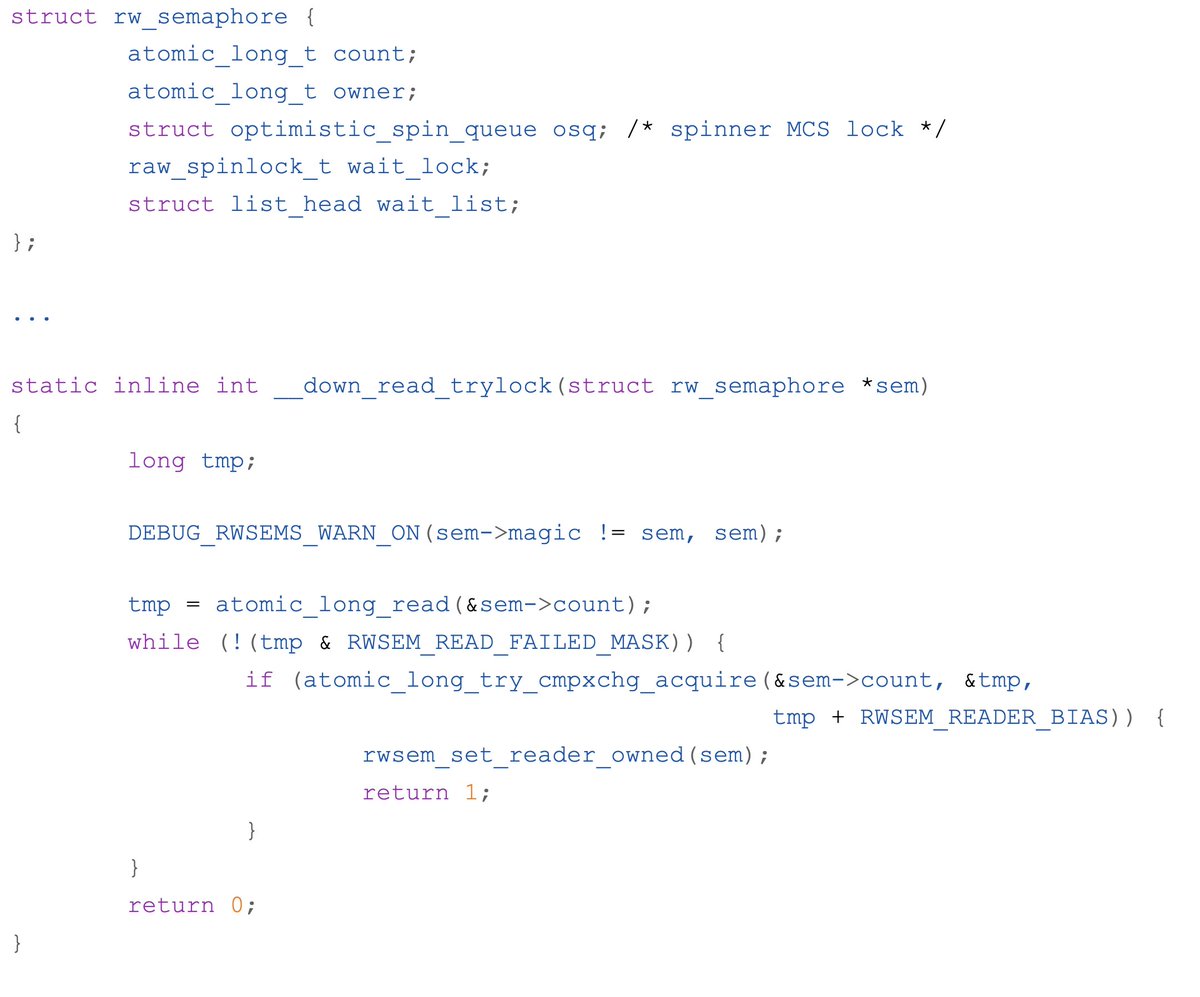 struct rw_semaphore {
        atomic_long_t count;
        atomic_long_t owner;
        struct optimistic_spin_queue osq; /* spinner MCS lock */
        raw_spinlock_t wait_lock;
        struct list_head wait_list;
};

...

static inline int __down_read_trylock(struct rw_semaphore *sem)
{
        long tmp;

        DEBUG_RWSEMS_WARN_ON(sem->magic != sem, sem);

        tmp = atomic_long_read(&sem->count);
        while (!(tmp & RWSEM_READ_FAILED_MASK)) {
                if (atomic_long_try_cmpxchg_acquire(&sem->count, &tmp,
                                                    tmp + RWSEM_READER_BIAS)) {
                        rwsem_set_reader_owned(sem);
                        return 1;
                }
        }
        return 0;
}